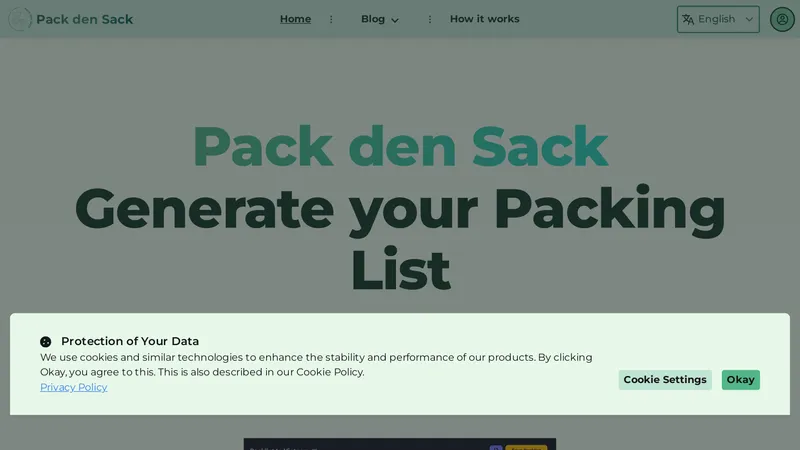 Pack den Sack
Home
Blog
How it works
English
Pack den Sack
Generate your Packing
List
Protection of Your Data
We use cookies and similar technologies to enhance the stability and performance of our products. By clicking
Okay, you agree to this. This is also described in our Cookie Policy.
Privacy Policy
Cookie Settings
Okay